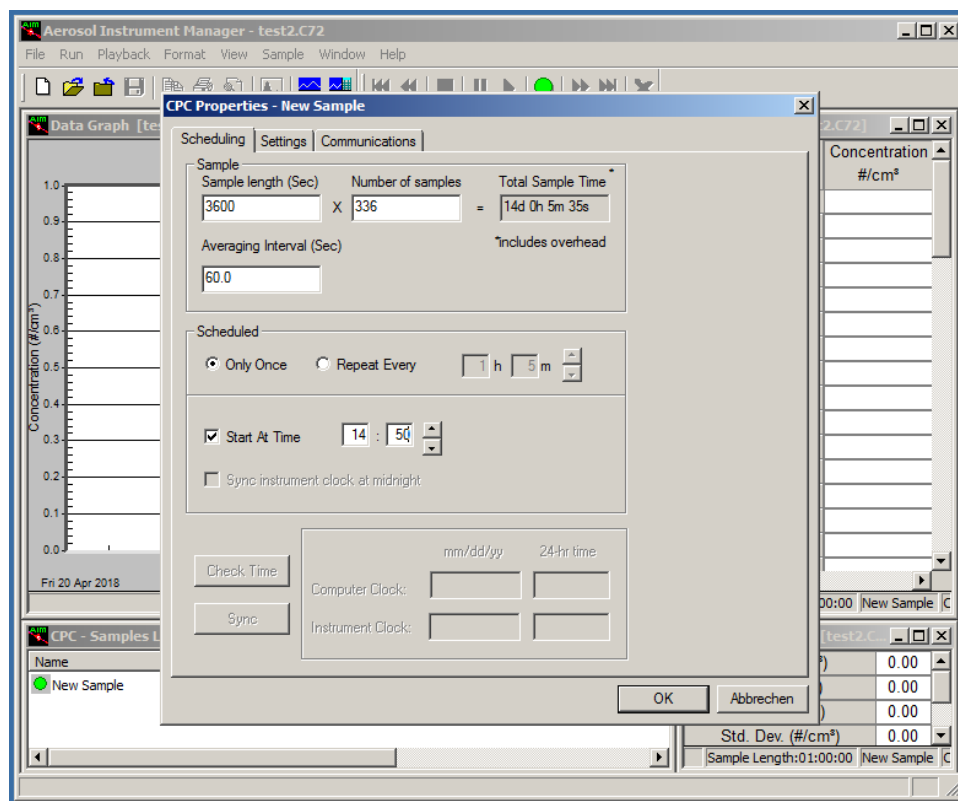 Aerosol Instrument Manager - test2.C72
File Run Playback Format View Sample Window Help
Data Graph [te
2.C72]
CPC Properties - New Sample
Scheduling Settings Communications
Sample
Sample length (Sec) Number of samples Total Sample Time *
3600 X 336 = 14d 0h 5m 35s
Averaging Interval (Sec) *includes overhead
60.0
Scheduled
Only Once Repeat Every 1 h 5 m
Start At Time 14 : 50
Sync instrument clock at midnight
Check Time
Sync
mm/dd/yy 24-hr time
Computer Clock:
Instrument Clock:
OK Abbrechen
Concentration (#/cm³)
1.0
0.9
0.8
0.7
0.6
0.5
0.4
0.3
0.2
0.1
0.0
Fri 20 Apr 2018
Concentration
#/cm³
00:00 New Sample C
CPC - Samples L
Name
New Sample
[test2.C...
³) 0.00
) 0.00
) 0.00
Std. Dev. (#/cm³) 0.00
Sample Length:01:00:00 New Sample C